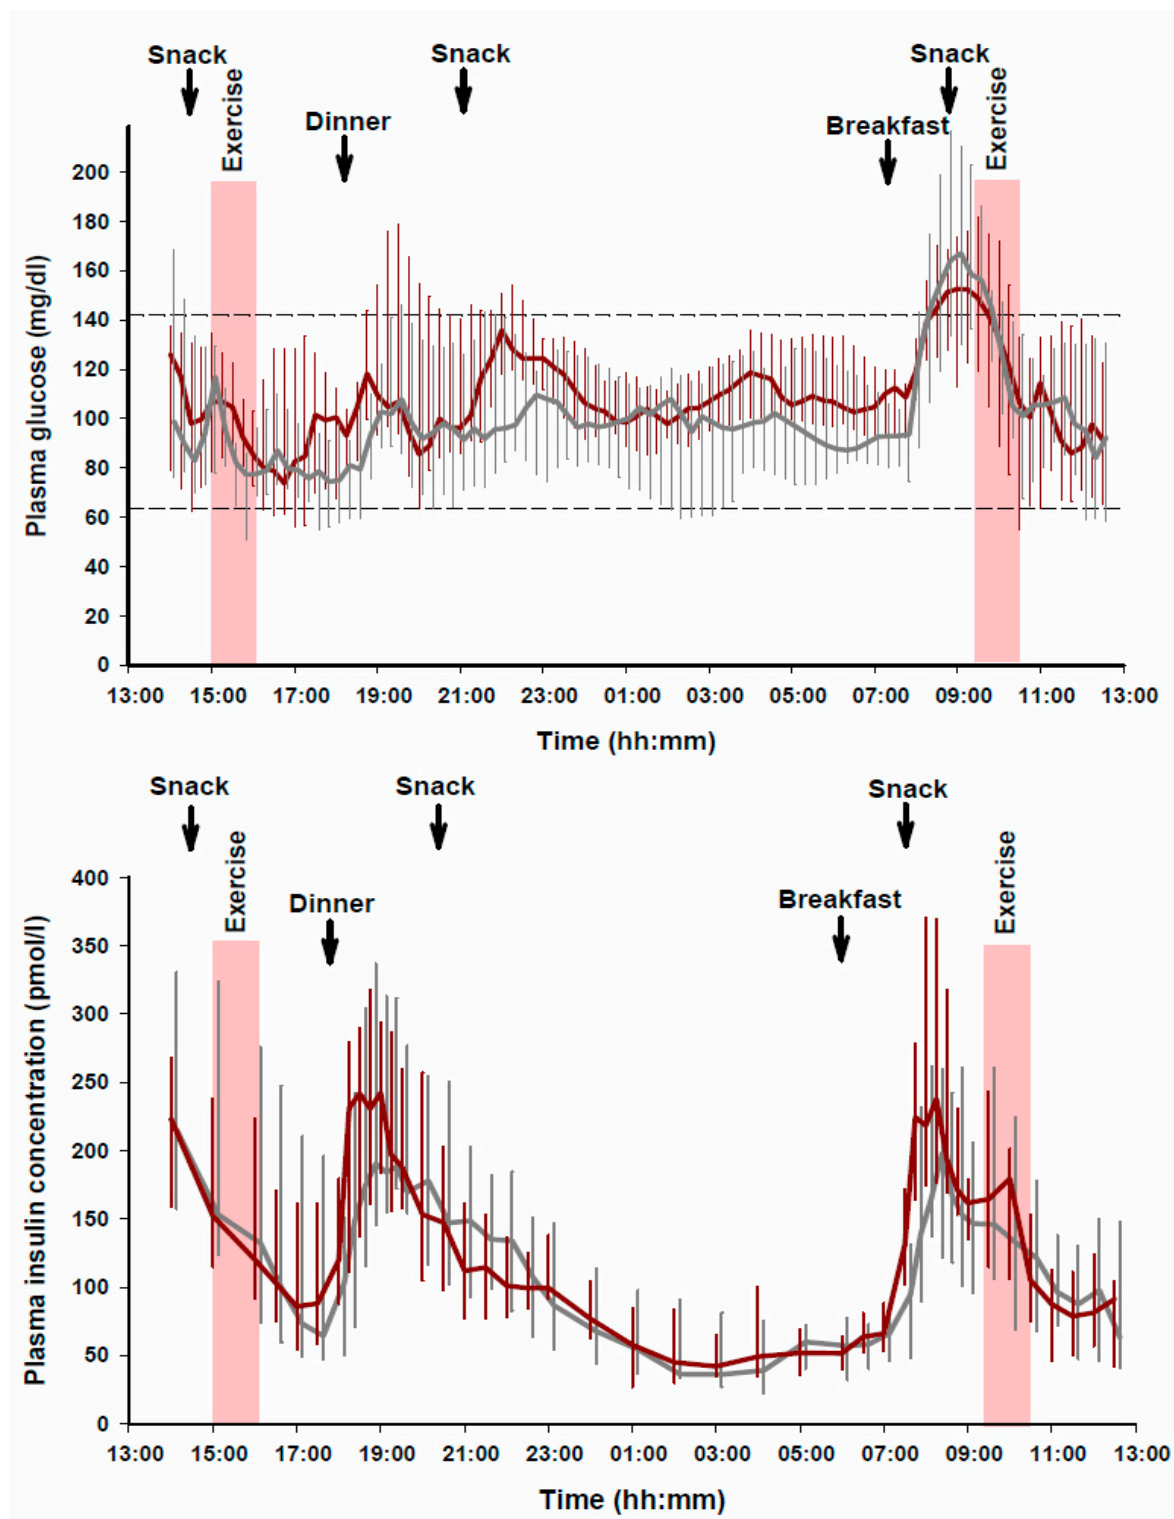 Snack
Snack
Snack
Exercise
Exercise
Dinner
Breakfast
Plasma glucose (mg/dl)
200
180
160
140
120
100
80
60
40
20
0
13:00 15:00 17:00 19:00 21:00 23:00 01:00 03:00 05:00 07:00 09:00 11:00 13:00
Time (hh:mm)
Snack
Snack
Snack
Exercise
Exercise
Dinner
Breakfast
Plasma insulin concentration (pmol/l)
400
350
300
250
200
150
100
50
0
13:00 15:00 17:00 19:00 21:00 23:00 01:00 03:00 05:00 07:00 09:00 11:00 13:00
Time (hh:mm)